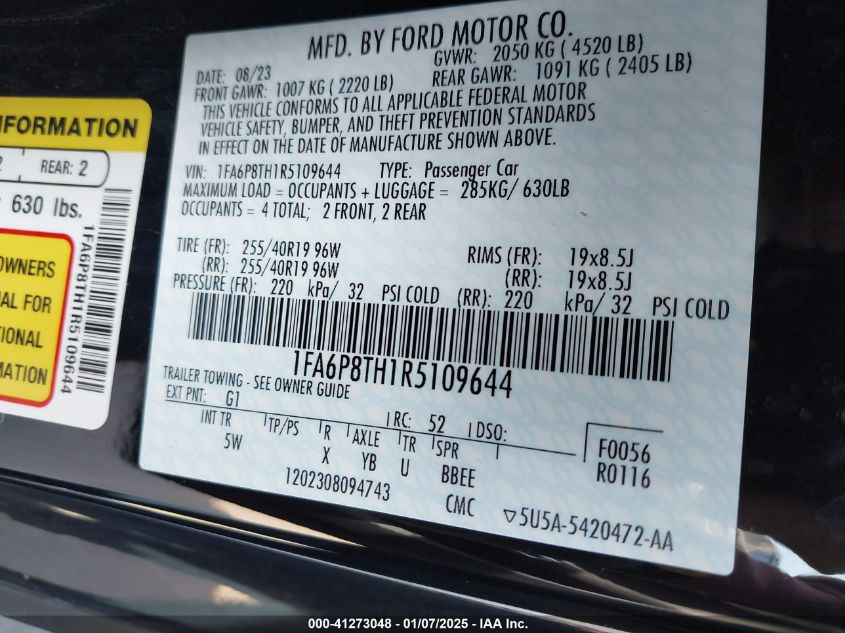 MFD. BY FORD MOTOR CO.
DATE: 08/23 GVWR: 2050 KG ( 4520 LB)
FRONT GAWR: 1007 KG ( 2220 LB) REAR GAWR: 1091 KG ( 2405 LB)
THIS VEHICLE CONFORMS TO ALL APPLICABLE FEDERAL MOTOR
VEHICLE SAFETY, BUMPER, AND THEFT PREVENTION STANDARDS
IN EFFECT ON THE DATE OF MANUFACTURE SHOWN ABOVE.
VIN: 1FA6P8TH1R5109644 TYPE: Passenger Car
MAXIMUM LOAD = OCCUPANTS + LUGGAGE = 285KG/ 630LB
OCCUPANTS = 4 TOTAL; 2 FRONT, 2 REAR
TIRE (FR): 255/40R19 96W RIMS (FR): 19x8.5J
(RR): 255/40R19 96W (RR): 19x8.5J
PRESSURE (FR): 220 kPa/ 32 PSI COLD (RR): 220 kPa/ 32 PSI COLD
1FA6P8TH1R5109644
TRAILER TOWING - SEE OWNER GUIDE
EXT PNT: G1 RC: 52 DSO:
INT TR TP/PS R AXLE TR SPR F0056
5W X YB U BBEE R0116
1202308094743 CMC ▽5U5A-5420472-AA
NFORMATION
2 REAR: 2
630 lbs.
OWNERS
AL FOR
TIONAL
MATION
1FA6P8TH1R5109644
000-41273048 - 01/07/2025 - IAA Inc.